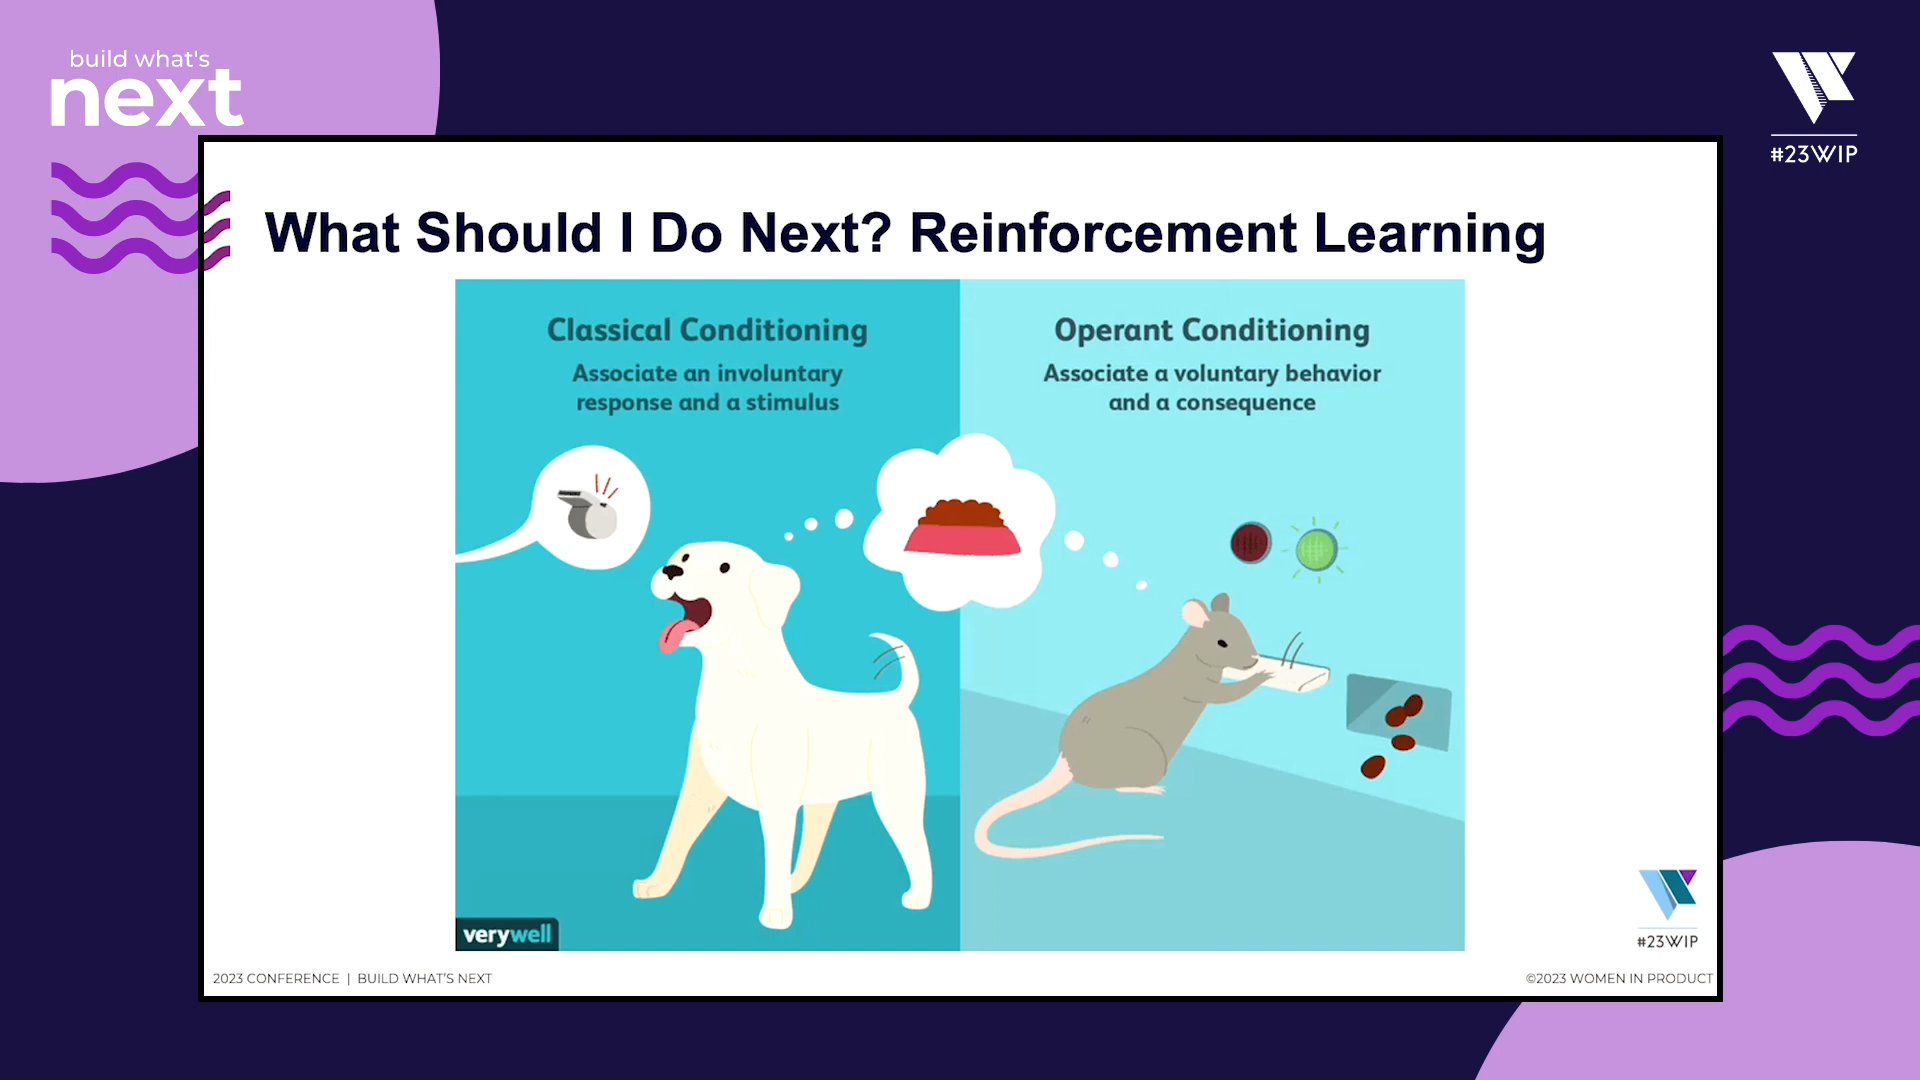 build what's
next
#23WIP
What Should I Do Next? Reinforcement Learning
Classical Conditioning
Associate an involuntary
response and a stimulus
Operant Conditioning
Associate a voluntary behavior
and a consequence
verywell
#23WIP
2023 CONFERENCE | BUILD WHAT'S NEXT
©2023 WOMEN IN PRODUCT